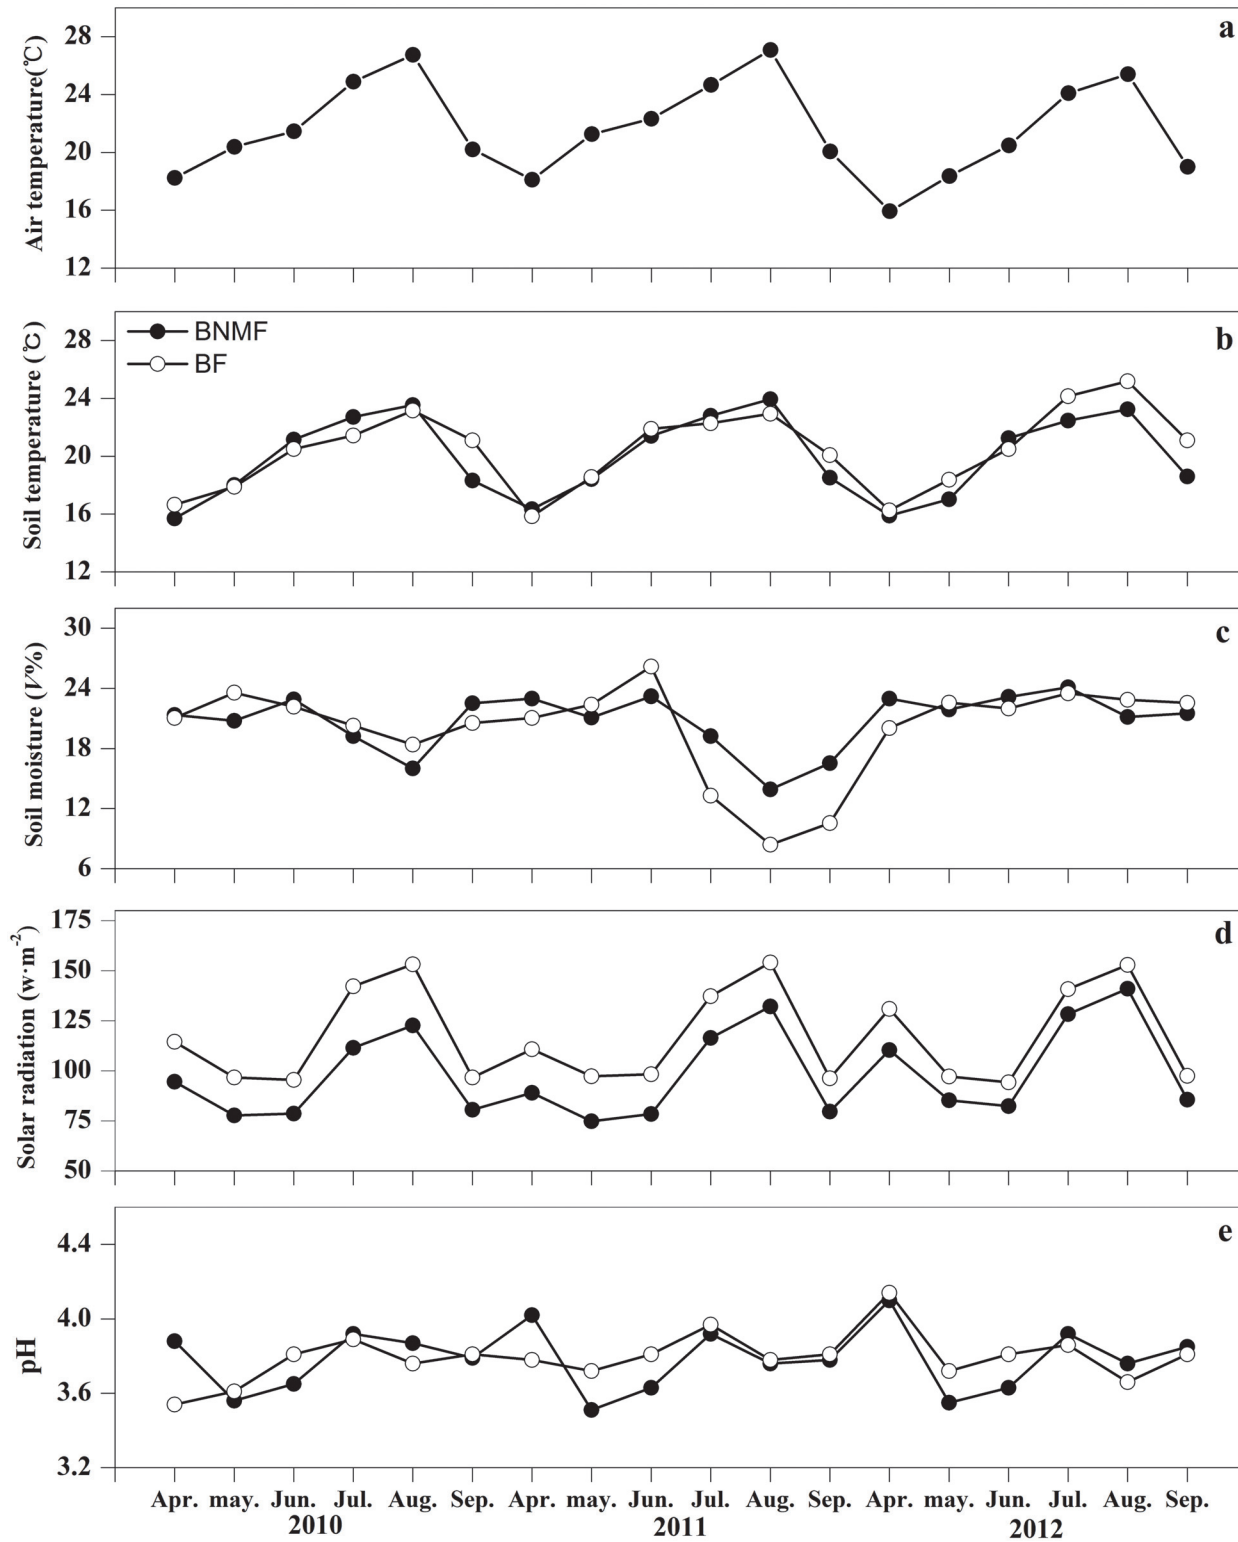 a
Air temperature(℃)
28
24
20
16
12
b
Soil temperature (℃)
BNMF
BF
28
24
20
16
12
c
Soil moisture (V%)
30
24
18
12
6
d
Solar radiation (w·m⁻²)
175
150
125
100
75
50
e
pH
4.4
4.0
3.6
3.2
Apr. may. Jun. Jul. Aug. Sep. Apr. may. Jun. Jul. Aug. Sep. Apr. may. Jun. Jul. Aug. Sep.
2010 2011 2012